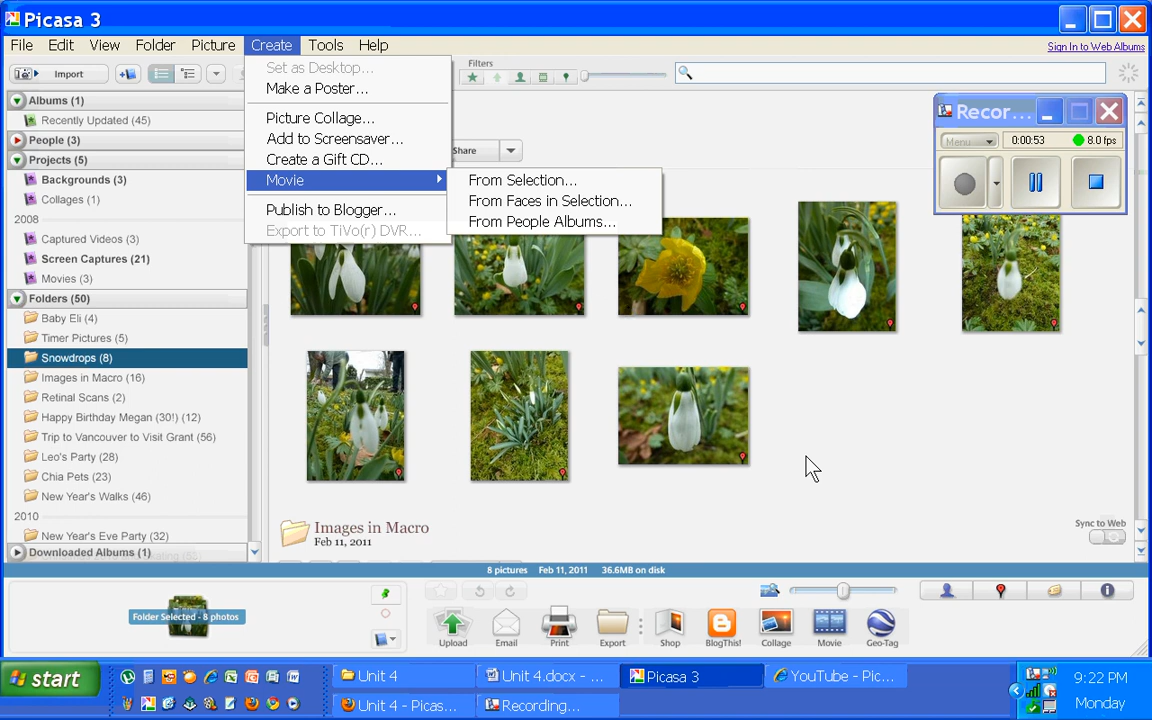 Picasa 3
File Edit View Folder Picture Create Tools Help
Sign In to Web Albums
Import
Filters
Albums (1)
Recently Updated (45)
People (3)
Projects (5)
Backgrounds (3)
Collages (1)
2008
Captured Videos (3)
Screen Captures (21)
Movies (3)
Folders (50)
Baby Eli (4)
Timer Pictures (5)
Snowdrops (8)
Images in Macro (16)
Retinal Scans (2)
Happy Birthday Megan (30!) (12)
Trip to Vancouver to Visit Grant (56)
Leo's Party (28)
Chia Pets (23)
New Year's Walks (46)
2010
New Year's Eve Party (32)
Downloaded Albums (1)
Set as Desktop...
Make a Poster...
Picture Collage...
Add to Screensaver...
Create a Gift CD...
Movie
Publish to Blogger...
Export to TiVo(r) DVR...
From Selection...
From Faces in Selection...
From People Albums...
Share
Recor...
Menu 0:00:53 8.0 fps
Images in Macro
Feb 11, 2011
Sync to Web
8 pictures Feb 11, 2011 36.6MB on disk
Folder Selected - 8 photos
Upload Email Print Export Shop BlogThis! Collage Movie Geo-Tag
start
Unit 4 Unit 4.docx - ... Picasa 3 YouTube - Pic...
Unit 4 - Picas... Recording...
9:22 PM
Monday